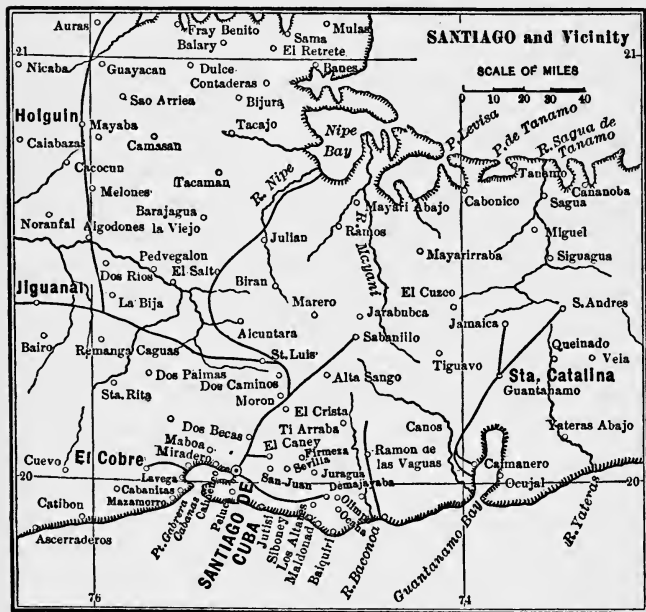 Auras
Fray Benito
Mulas
Balary
Sama
El Retrete
SANTIAGO and Vicinity
21
21
Nicaba
Guayacan
Dulce
Banes
SCALE OF MILES
Contaderas
0 10 20 30 40
Sao Arriea
Bijura
Holguin
Mayaba
Tacajo
Nipe
Bay
P. Levisa
P. de Tanamo
R. Sagua de
Tanamo
Calabazas
Camasan
Cacocun
Tacaman
R. Nipe
Tanamo
Cananoba
Melones
Cabonico
Sagua
Mayari Abajo
Noranfal
Barajagua
la Viejo
Ramos
R. Mayani
Miguel
Algodones
Julian
Mayarirraba
Siguagua
Pedvegalon
Dos Rios
El Salto
Biran
El Cuzco
Jiguanai
La Bija
Marero
Jarabubca
S. Andres
Aicuntara
Sabanillo
Jamaica
Bairo
Remanga Caguas
St. Luis
Queinado
Tiguavo
Veia
Dos Palmas
Dos Caminos
Alta Sango
Sta. Catalina
Guantanamo
Sta. Rita
Moron
El Crista
Ti Arraba
Canos
Dos Becas
Yateras Abajo
Maboa
El Caney
Firmeza
Ramon de
las Vaguas
Cuevo
El Cobre
Miradero
Sevilla
Caimanero
20
20
Lavega
San-Juan
Juragua
Demajayaba
Ocujal
Cabanitas
Mazamorro
Catibon
Olimp
Ocana
Ascerraderos
Pt. Cabrera
Cabanas
Peluca
SANTIAGO DE
CUBA
Jutisi
Siboney
Los Altares
Maldonado
Baiquiri
R. Baconoa
Guantanamo Bay
R. Yateras
76
74